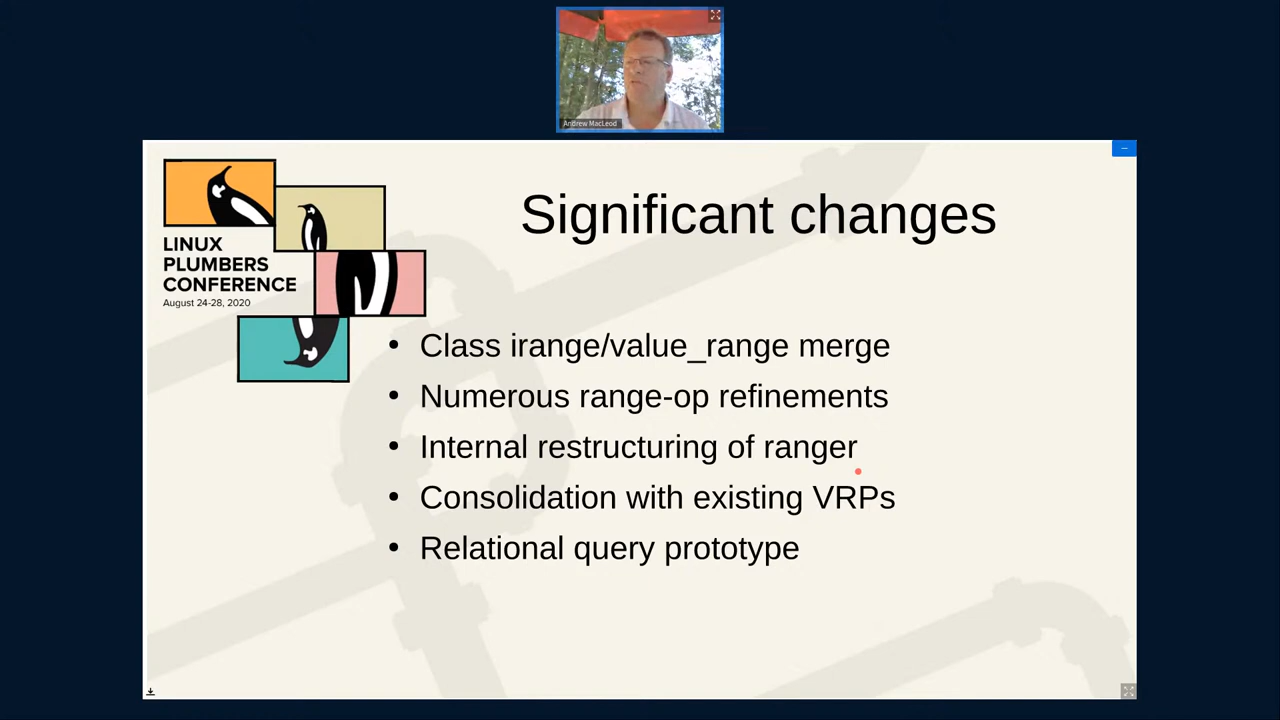 Andrew MacLeod
Significant changes
LINUX
PLUMBERS
CONFERENCE
August 24-28, 2020
• Class irange/value_range merge
• Numerous range-op refinements
• Internal restructuring of ranger
• Consolidation with existing VRPs
• Relational query prototype